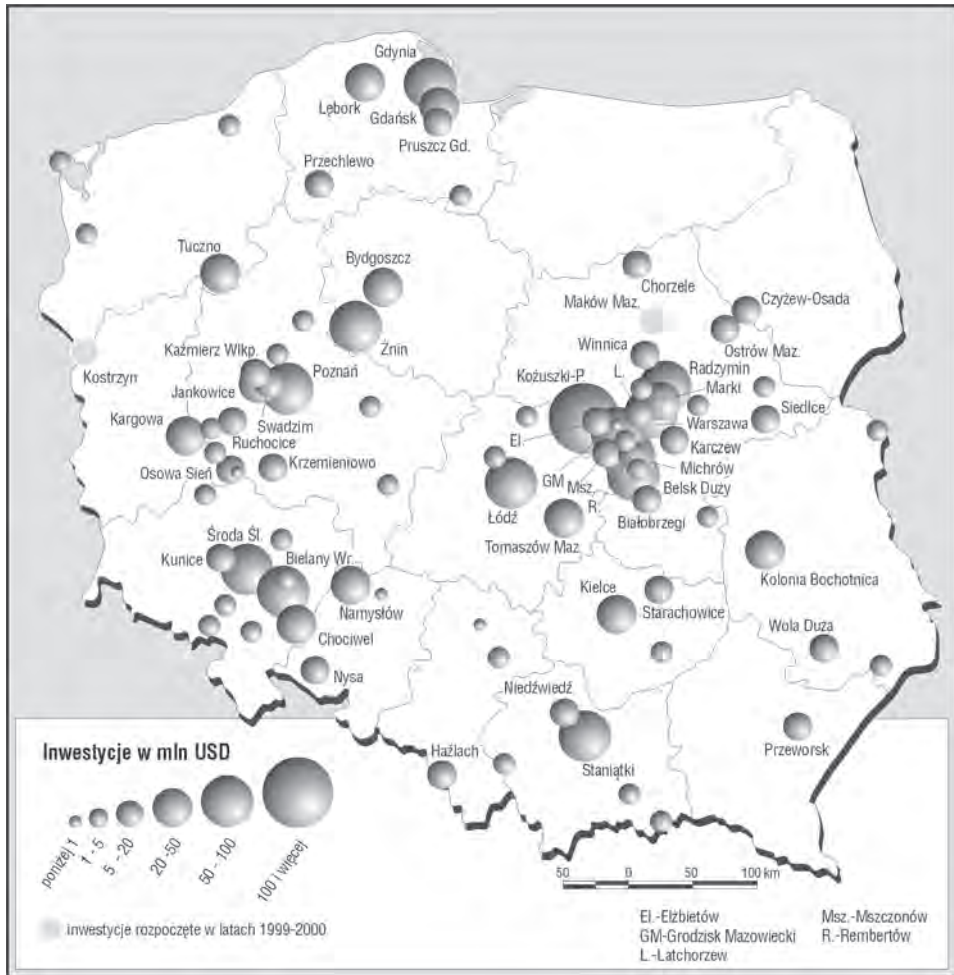 Gdynia
Lębork
Gdańsk
Pruszcz Gd.
Przechlewo
Tuczno
Bydgoszcz
Chorzele
Maków Maz.
Czyżew-Osada
Żnin
Ostrów Maz.
Winnica
Kaźmierz Wlkp.
Poznań
L.
Radzymin
Kostrzyn
Kożuszki-P.
Marki
Jankowice
Kargowa
Swadzim
Siedlce
Warszawa
El
Ruchocice
Karczew
Krzemieniowo
Michrów
Osowa Sień
GM
Msz.
Belsk Duży
R.
Łódź
Białobrzegi
Tomaszów Maz.
Środa Śl.
Kunice
Bielany Wr.
Kolonia Bochotnica
Namysłów
Kielce
Starachowice
Chociwel
Wola Duża
Nysa
Niedźwiedź
Inwestycje w mln USD
Haźlach
Staniątki
Przeworsk
poniżej 1
1 - 5
5 - 20
20 -50
50 - 100
100 i więcej
50 0 50 100 km
inwestycje rozpoczęte w latach 1999-2000
El.-Elżbietów
Msz.-Mszczonów
GM-Grodzisk Mazowiecki
R.-Rembertów
L.-Latchorzew